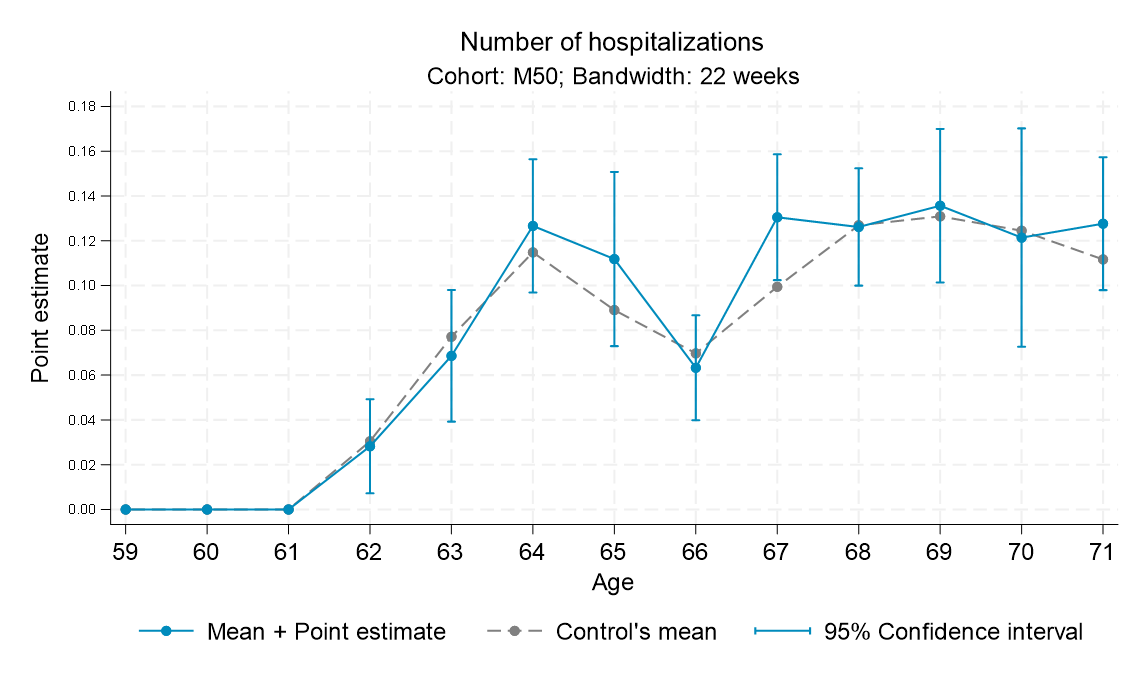 Number of hospitalizations
Cohort: M50; Bandwidth: 22 weeks
Point estimate
0.18
0.16
0.14
0.12
0.10
0.08
0.06
0.04
0.02
0.00
59 60 61 62 63 64 65 66 67 68 69 70 71
Age
Mean + Point estimate Control's mean 95% Confidence interval